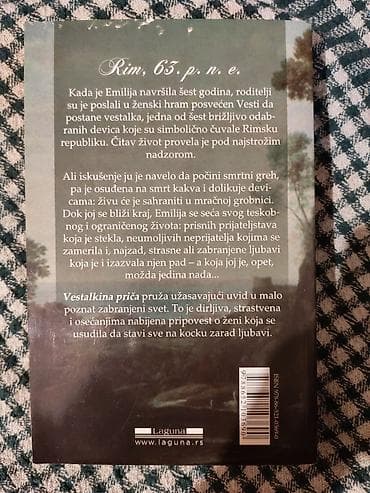 Rim, 63. p. n. e.
Kada je Emilija navršila šest godina, roditelji
su je poslali u ženski hram posvećen Vesti da
postane vestalka, jedna od šest brižljivo odab-
ranih devica koje su simbolično čuvale Rimsku
republiku. Čitav život provela je pod najstrožim
nadzorom.
Ali iskušenje ju je navelo da počini smrtni greh,
pa je osuđena na smrt kakva i dolikuje devi-
cama: živu će je sahraniti u mračnoj grobnici.
Dok joj se bliži kraj, Emilija se seća svog teskob-
nog i ograničenog života: prisnih prijateljstava
koja je stekla, neumoljivih neprijatelja kojima se
zamerila i, najzad, strasne ali zabranjene ljubavi
koja je i izazvala njen pad – a koja joj je, opet,
možda jedina nada...
Vestalkina priča pruža užasavajući uvid u malo
poznat zabranjeni svet. To je dirljiva, strastvena
i osećanjima nabijena pripovest o ženi koja se
usudila da stavi sve na kocku zarad ljubavi.
Laguna
www.laguna.rs